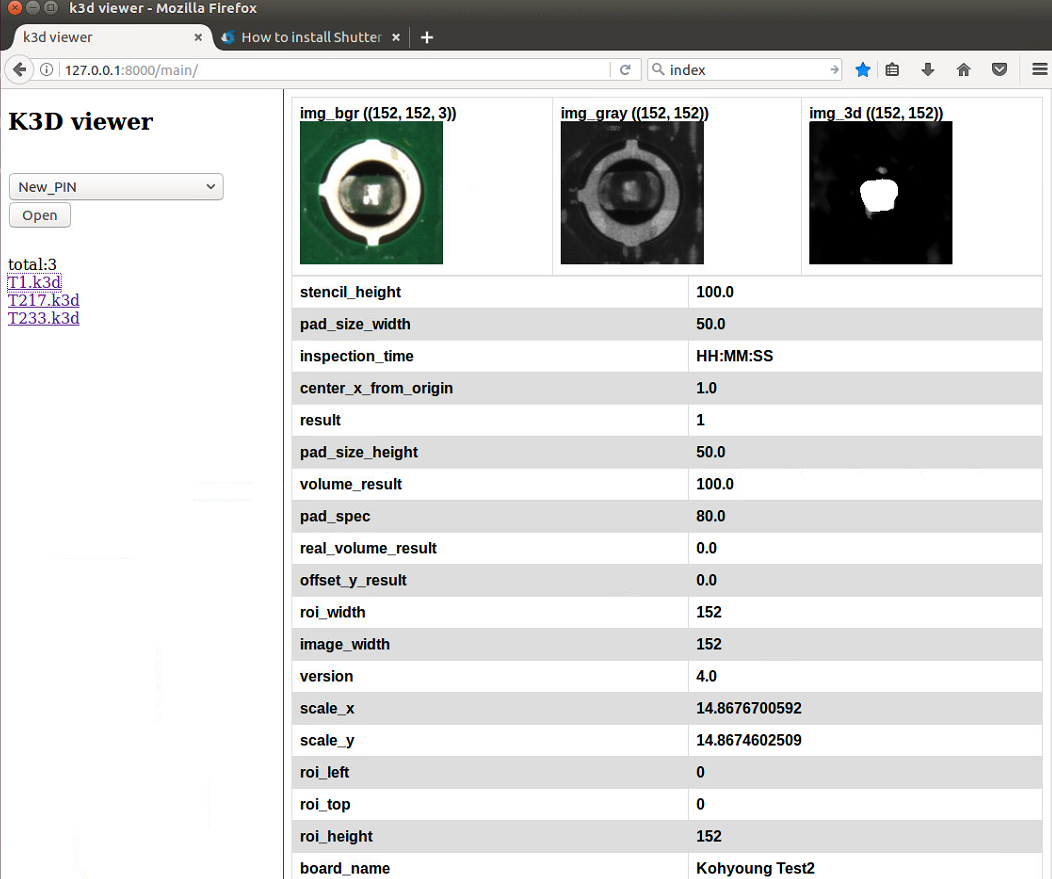 k3d viewer - Mozilla Firefox
k3d viewer
How to install Shutter
127.0.0.1:8000/main/
index
K3D viewer
New_PIN
Open
total:3
T1.k3d
T217.k3d
T233.k3d
img_bgr ((152, 152, 3))
img_gray ((152, 152))
img_3d ((152, 152))
stencil_height 100.0
pad_size_width 50.0
inspection_time HH:MM:SS
center_x_from_origin 1.0
result 1
pad_size_height 50.0
volume_result 100.0
pad_spec 80.0
real_volume_result 0.0
offset_y_result 0.0
roi_width 152
image_width 152
version 4.0
scale_x 14.8676700592
scale_y 14.8674602509
roi_left 0
roi_top 0
roi_height 152
board_name Kohyoung Test2